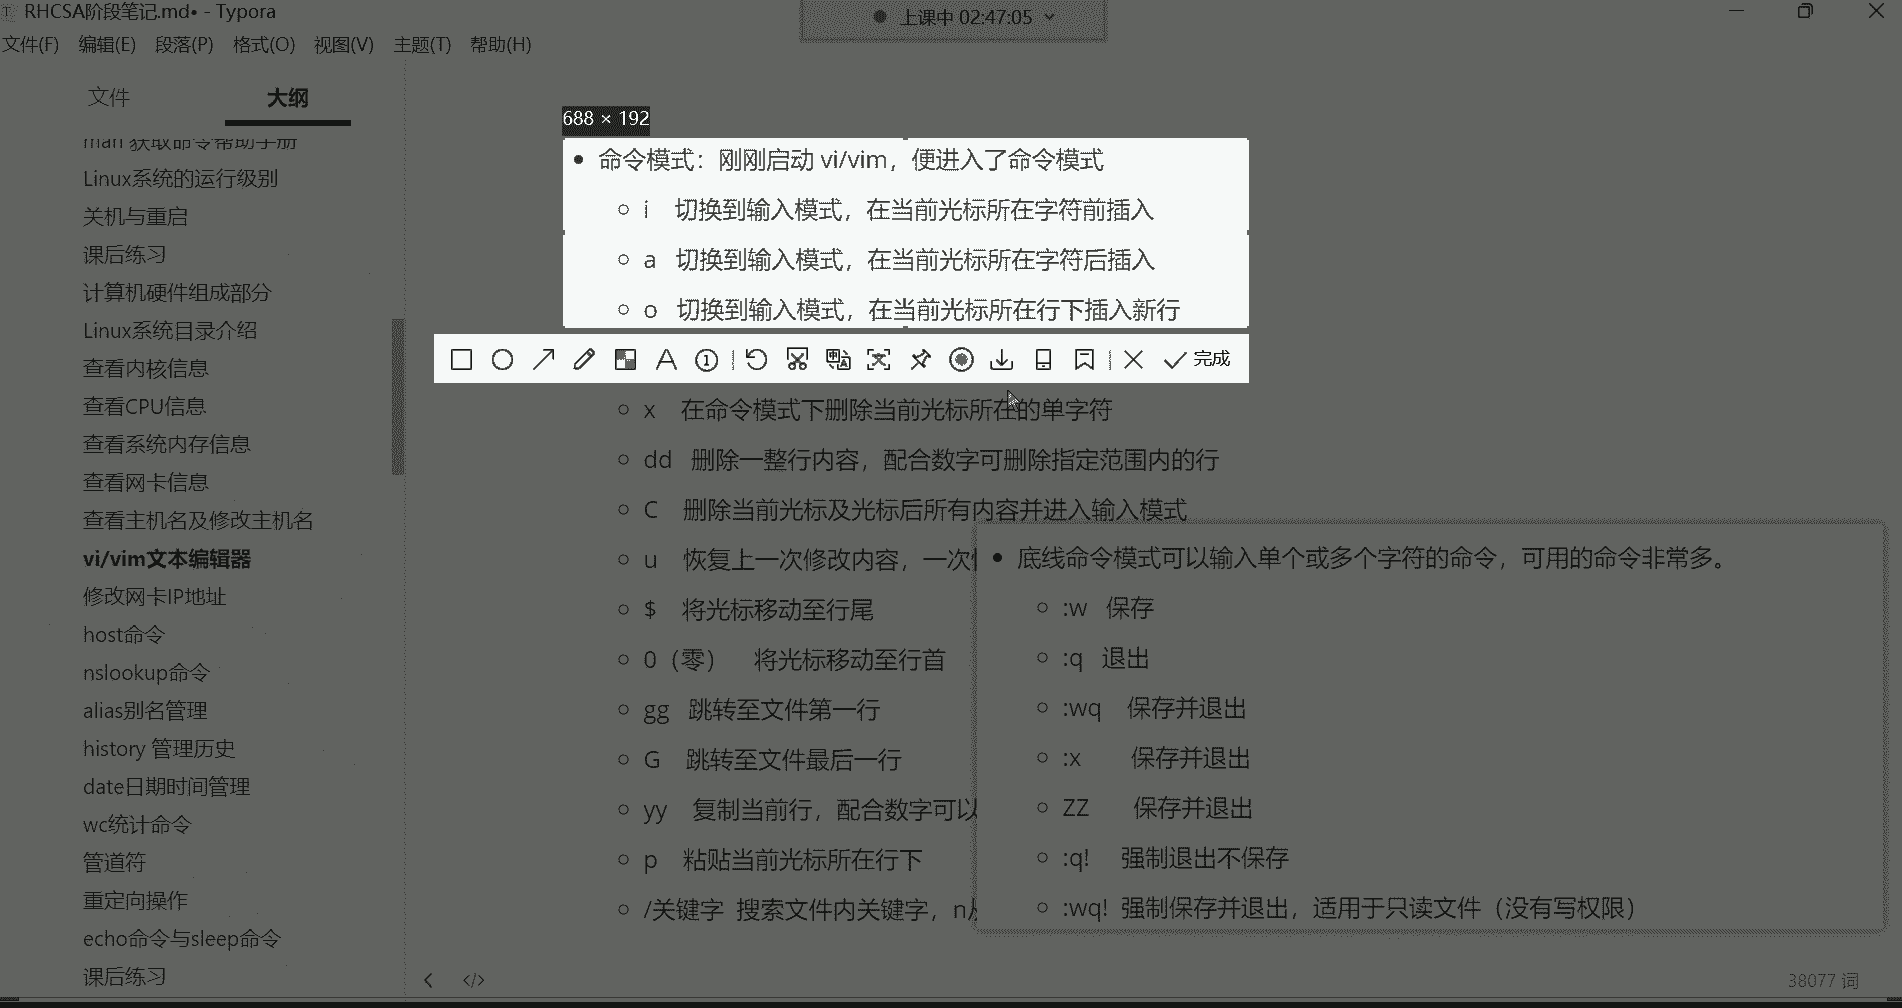 RHCSA阶段笔记.md• - Typora
上课中 02:47:05
文件(F) 编辑(E) 段落(P) 格式(O) 视图(V) 主题(T) 帮助(H)
文件 大纲
man 获取命令帮助手册
Linux系统的运行级别
关机与重启
课后练习
计算机硬件组成部分
Linux系统目录介绍
查看内核信息
查看CPU信息
查看系统内存信息
查看网卡信息
查看主机名及修改主机名
vi/vim文本编辑器
修改网卡IP地址
host命令
nslookup命令
alias别名管理
history 管理历史
date日期时间管理
wc统计命令
管道符
重定向操作
echo命令与sleep命令
课后练习
688 × 192
命令模式：刚刚启动 vi/vim，便进入了命令模式
i 切换到输入模式，在当前光标所在字符前插入
a 切换到输入模式，在当前光标所在字符后插入
o 切换到输入模式，在当前光标所在行下插入新行
完成
x 在命令模式下删除当前光标所在的单字符
dd 删除一整行内容，配合数字可删除指定范围内的行
C 删除当前光标及光标后所有内容并进入输入模式
u 恢复上一次修改内容，一次
$ 将光标移动至行尾
0（零） 将光标移动至行首
gg 跳转至文件第一行
G 跳转至文件最后一行
yy 复制当前行，配合数字可以
p 粘贴当前光标所在行下
/关键字 搜索文件内关键字，n
底线命令模式可以输入单个或多个字符的命令，可用的命令非常多。
:w 保存
:q 退出
:wq 保存并退出
:x 保存并退出
ZZ 保存并退出
:q! 强制退出不保存
:wq! 强制保存并退出，适用于只读文件（没有写权限）
38077 词